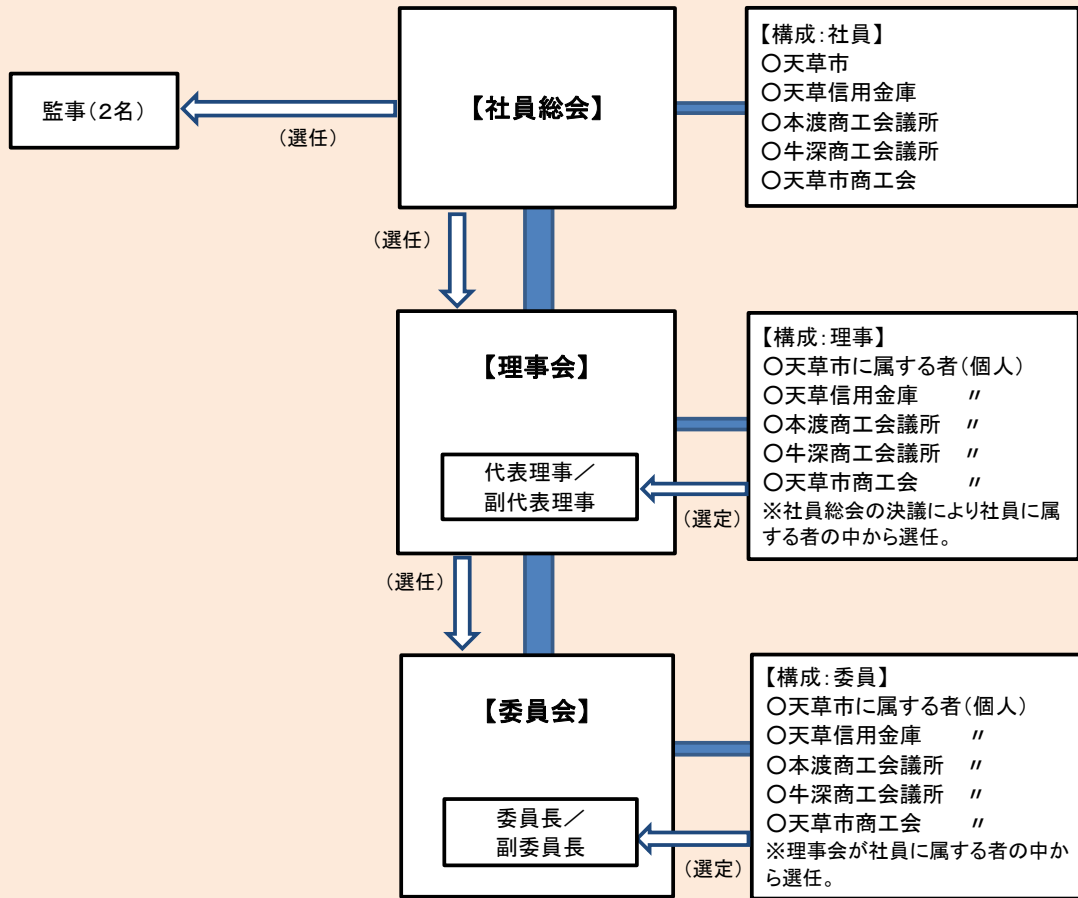 監事(2名)
(選任)
【社員総会】
【構成:社員】
○天草市
○天草信用金庫
○本渡商工会議所
○牛深商工会議所
○天草市商工会
(選任)
【理事会】
代表理事/
副代表理事
(選定)
【構成:理事】
○天草市に属する者(個人)
○天草信用金庫 〃
○本渡商工会議所 〃
○牛深商工会議所 〃
○天草市商工会 〃
※社員総会の決議により社員に属
する者の中から選任。
(選任)
【委員会】
委員長/
副委員長
(選定)
【構成:委員】
○天草市に属する者(個人)
○天草信用金庫 〃
○本渡商工会議所 〃
○牛深商工会議所 〃
○天草市商工会 〃
※理事会が社員に属する者の中か
ら選任。